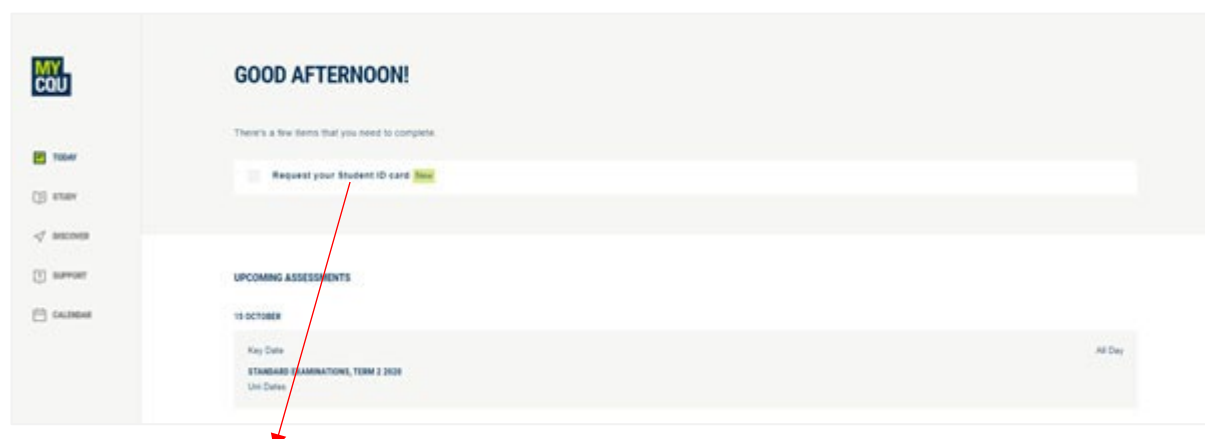 MY
CQU
TODAY
STUDY
DISCOVER
SUPPORT
CALENDAR
GOOD AFTERNOON!
There's a few items that you need to complete.
Request your Student ID card New
UPCOMING ASSESSMENTS
15 OCTOBER
Key Date All Day
STANDARD EXAMINATIONS, TERM 2 2020
Uni Dates